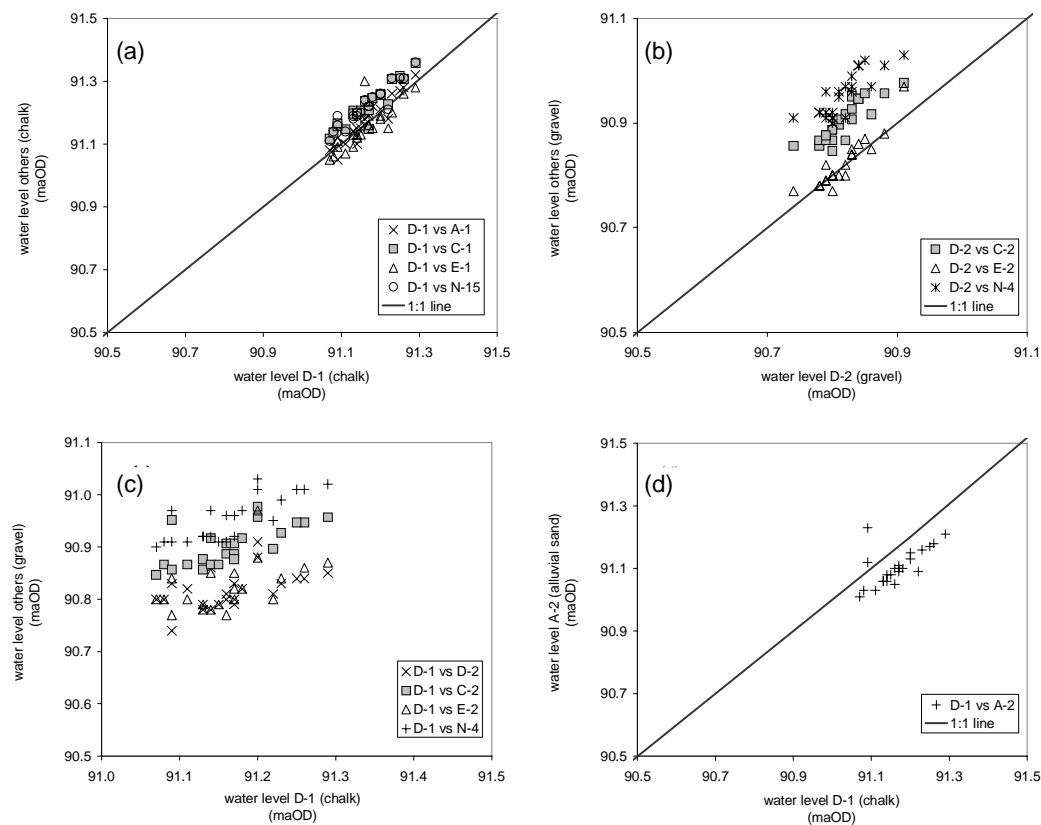 (a)
91.5
91.3
91.1
90.9
90.7
90.5
water level others (chalk)
(maOD)
D-1 vs A-1
D-1 vs C-1
D-1 vs E-1
D-1 vs N-15
1:1 line
90.5 90.7 90.9 91.1 91.3 91.5
water level D-1 (chalk)
(maOD)
(b)
91.1
90.9
90.7
90.5
water level others (gravel)
(maOD)
D-2 vs C-2
D-2 vs E-2
D-2 vs N-4
1:1 line
90.5 90.7 90.9 91.1
water level D-2 (gravel)
(maOD)
(c)
91.1
91.0
90.9
90.8
90.7
90.6
90.5
water level others (gravel)
(maOD)
D-1 vs D-2
D-1 vs C-2
D-1 vs E-2
D-1 vs N-4
91.0 91.1 91.2 91.3 91.4 91.5
water level D-1 (chalk)
(maOD)
(d)
91.5
91.3
91.1
90.9
90.7
90.5
water level A-2 (alluvial sand)
(maOD)
D-1 vs A-2
1:1 line
90.5 90.7 90.9 91.1 91.3 91.5
water level D-1 (chalk)
(maOD)